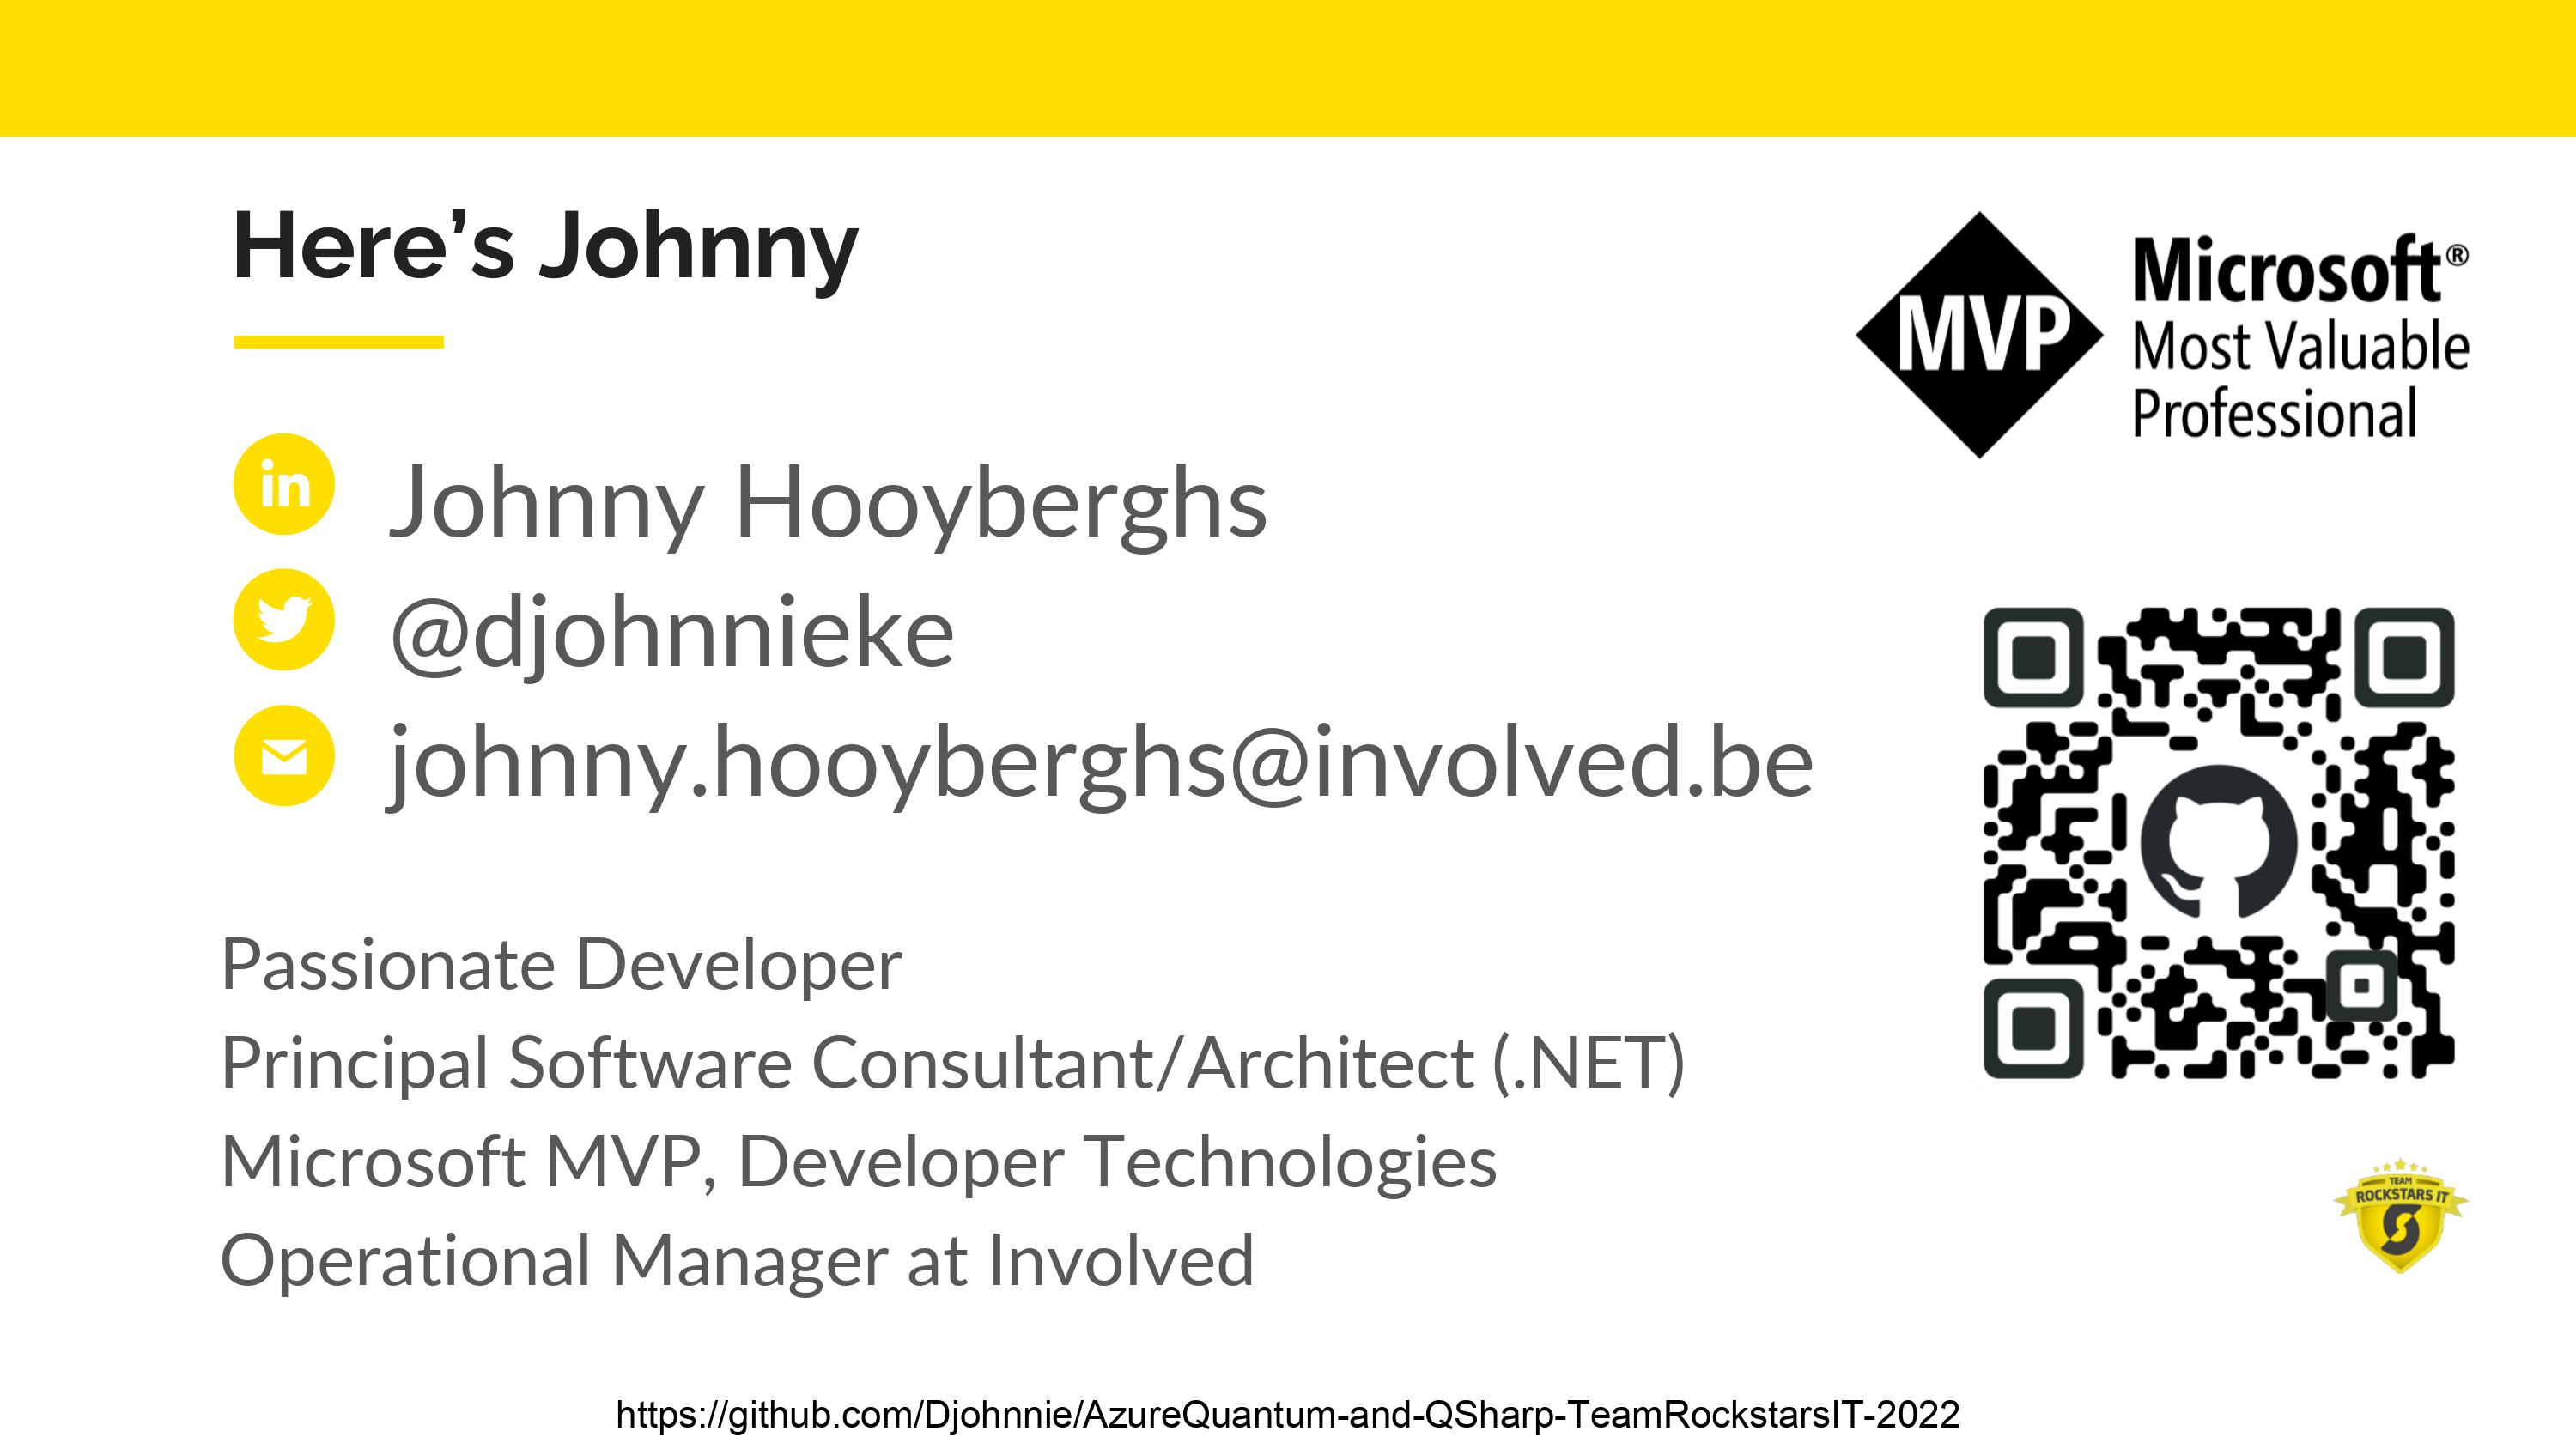 Here’s Johnny
MVP
Microsoft®
Most Valuable
Professional
in
Johnny Hooyberghs
@djohnnieke
johnny.hooyberghs@involved.be
Passionate Developer
Principal Software Consultant/Architect (.NET)
Microsoft MVP, Developer Technologies
Operational Manager at Involved
TEAM
ROCKSTARS IT
https://github.com/Djohnnie/AzureQuantum-and-QSharp-TeamRockstarsIT-2022